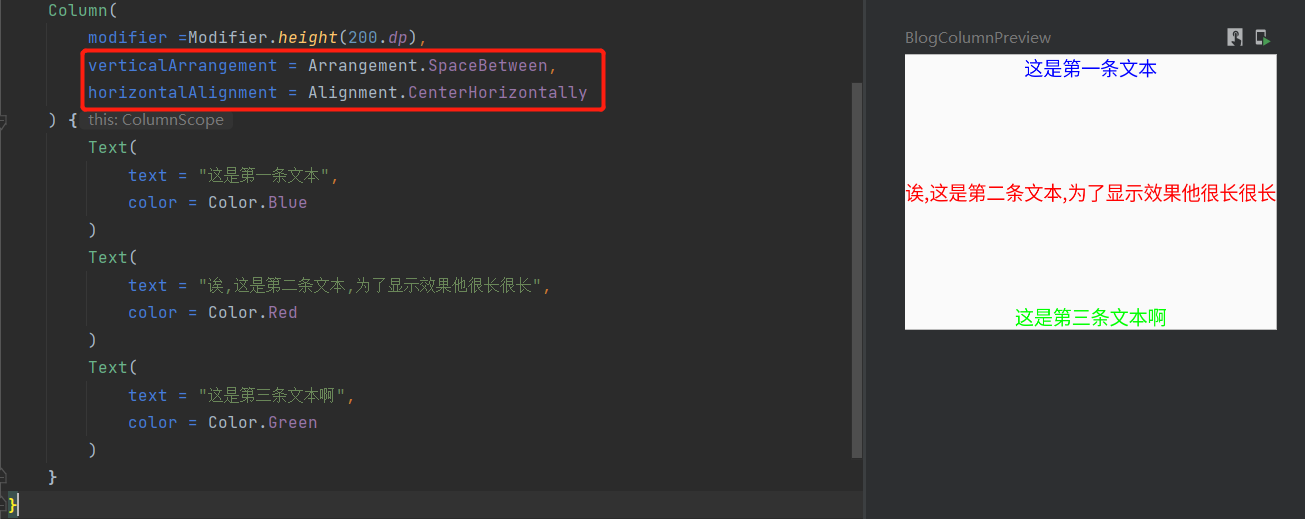 Column(
modifier =Modifier.height(200.dp),
verticalArrangement = Arrangement.SpaceBetween,
horizontalAlignment = Alignment.CenterHorizontally
) { this: ColumnScope
Text(
text = "这是第一条文本",
color = Color.Blue
)
Text(
text = "诶,这是第二条文本,为了显示效果他很长很长",
color = Color.Red
)
Text(
text = "这是第三条文本啊",
color = Color.Green
)
}
}
BlogColumnPreview
这是第一条文本
诶,这是第二条文本,为了显示效果他很长很长
这是第三条文本啊